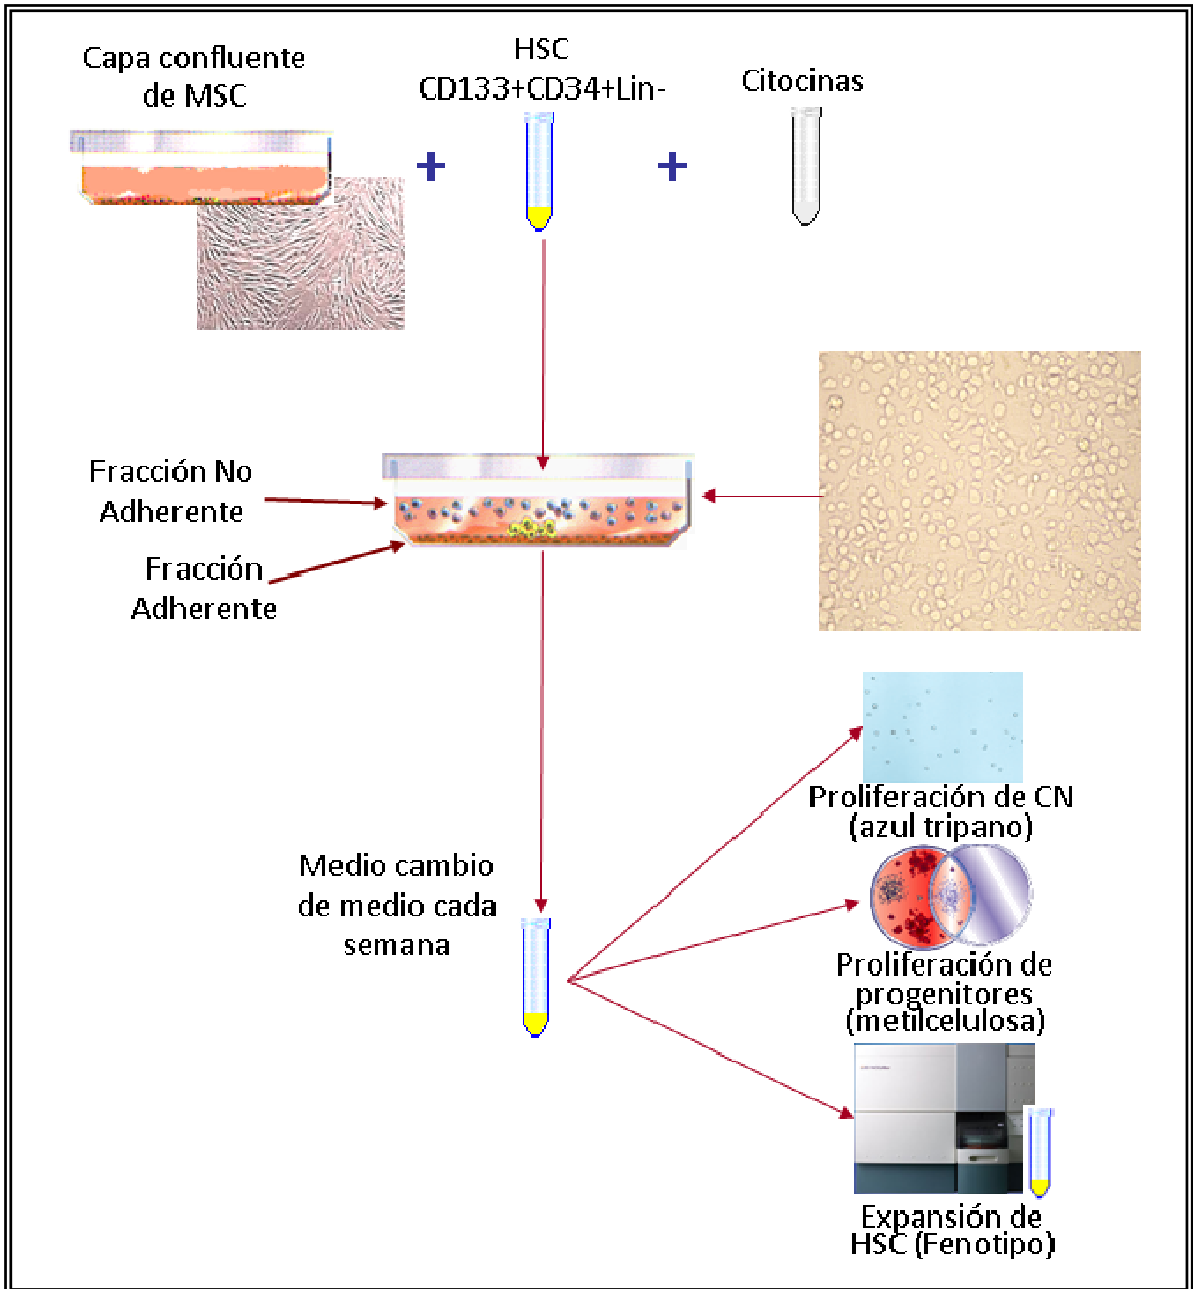 Capa confluente
de MSC
HSC
CD133+CD34+Lin-
Citocinas
+
+
Fracción No
Adherente
Fracción
Adherente
Medio cambio
de medio cada
semana
Proliferación de CN
(azul tripano)
Proliferación de
progenitores
(metilcelulosa)
Expansión de
HSC (Fenotipo)